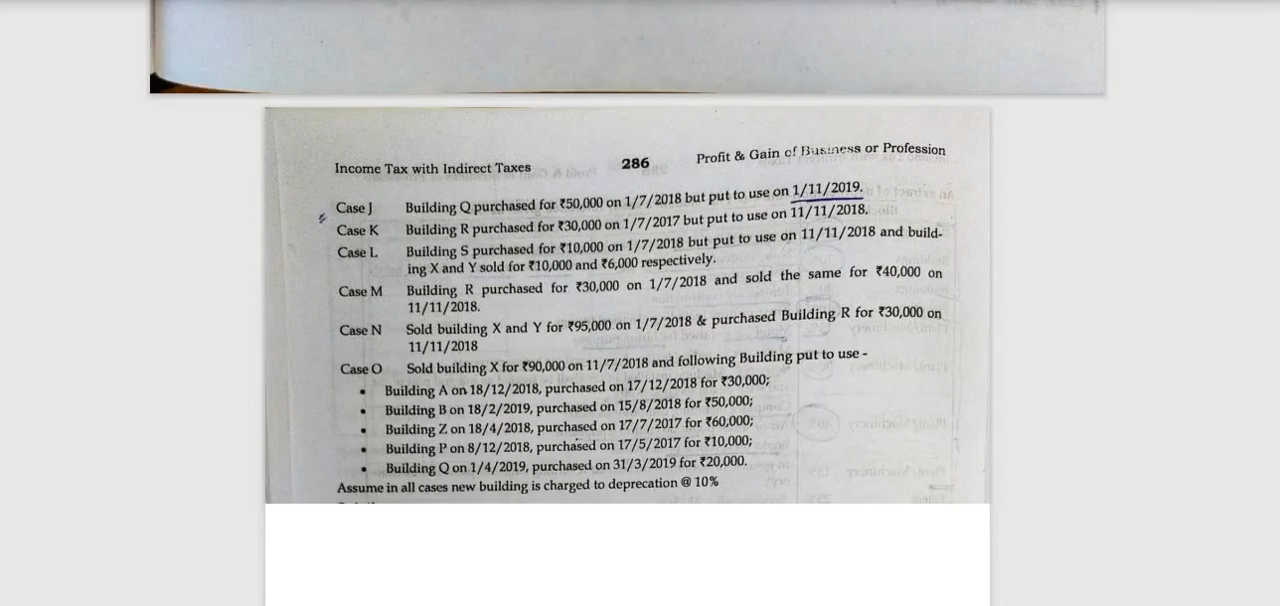 Income Tax with Indirect Taxes 286 Profit & Gain of Business or Profession
Case J Building Q purchased for ₹50,000 on 1/7/2018 but put to use on 1/11/2019.
Case K Building R purchased for ₹30,000 on 1/7/2017 but put to use on 11/11/2018.
Case L Building S purchased for ₹10,000 on 1/7/2018 but put to use on 11/11/2018 and build-
ing X and Y sold for ₹10,000 and ₹6,000 respectively.
Case M Building R purchased for ₹30,000 on 1/7/2018 and sold the same for ₹40,000 on
11/11/2018.
Case N Sold building X and Y for ₹95,000 on 1/7/2018 & purchased Building R for ₹30,000 on
11/11/2018
Case O Sold building X for ₹90,000 on 11/7/2018 and following Building put to use -
• Building A on 18/12/2018, purchased on 17/12/2018 for ₹30,000;
• Building B on 18/2/2019, purchased on 15/8/2018 for ₹50,000;
• Building Z on 18/4/2018, purchased on 17/7/2017 for ₹60,000;
• Building P on 8/12/2018, purchased on 17/5/2017 for ₹10,000;
• Building Q on 1/4/2019, purchased on 31/3/2019 for ₹20,000.
Assume in all cases new building is charged to deprecation @ 10%